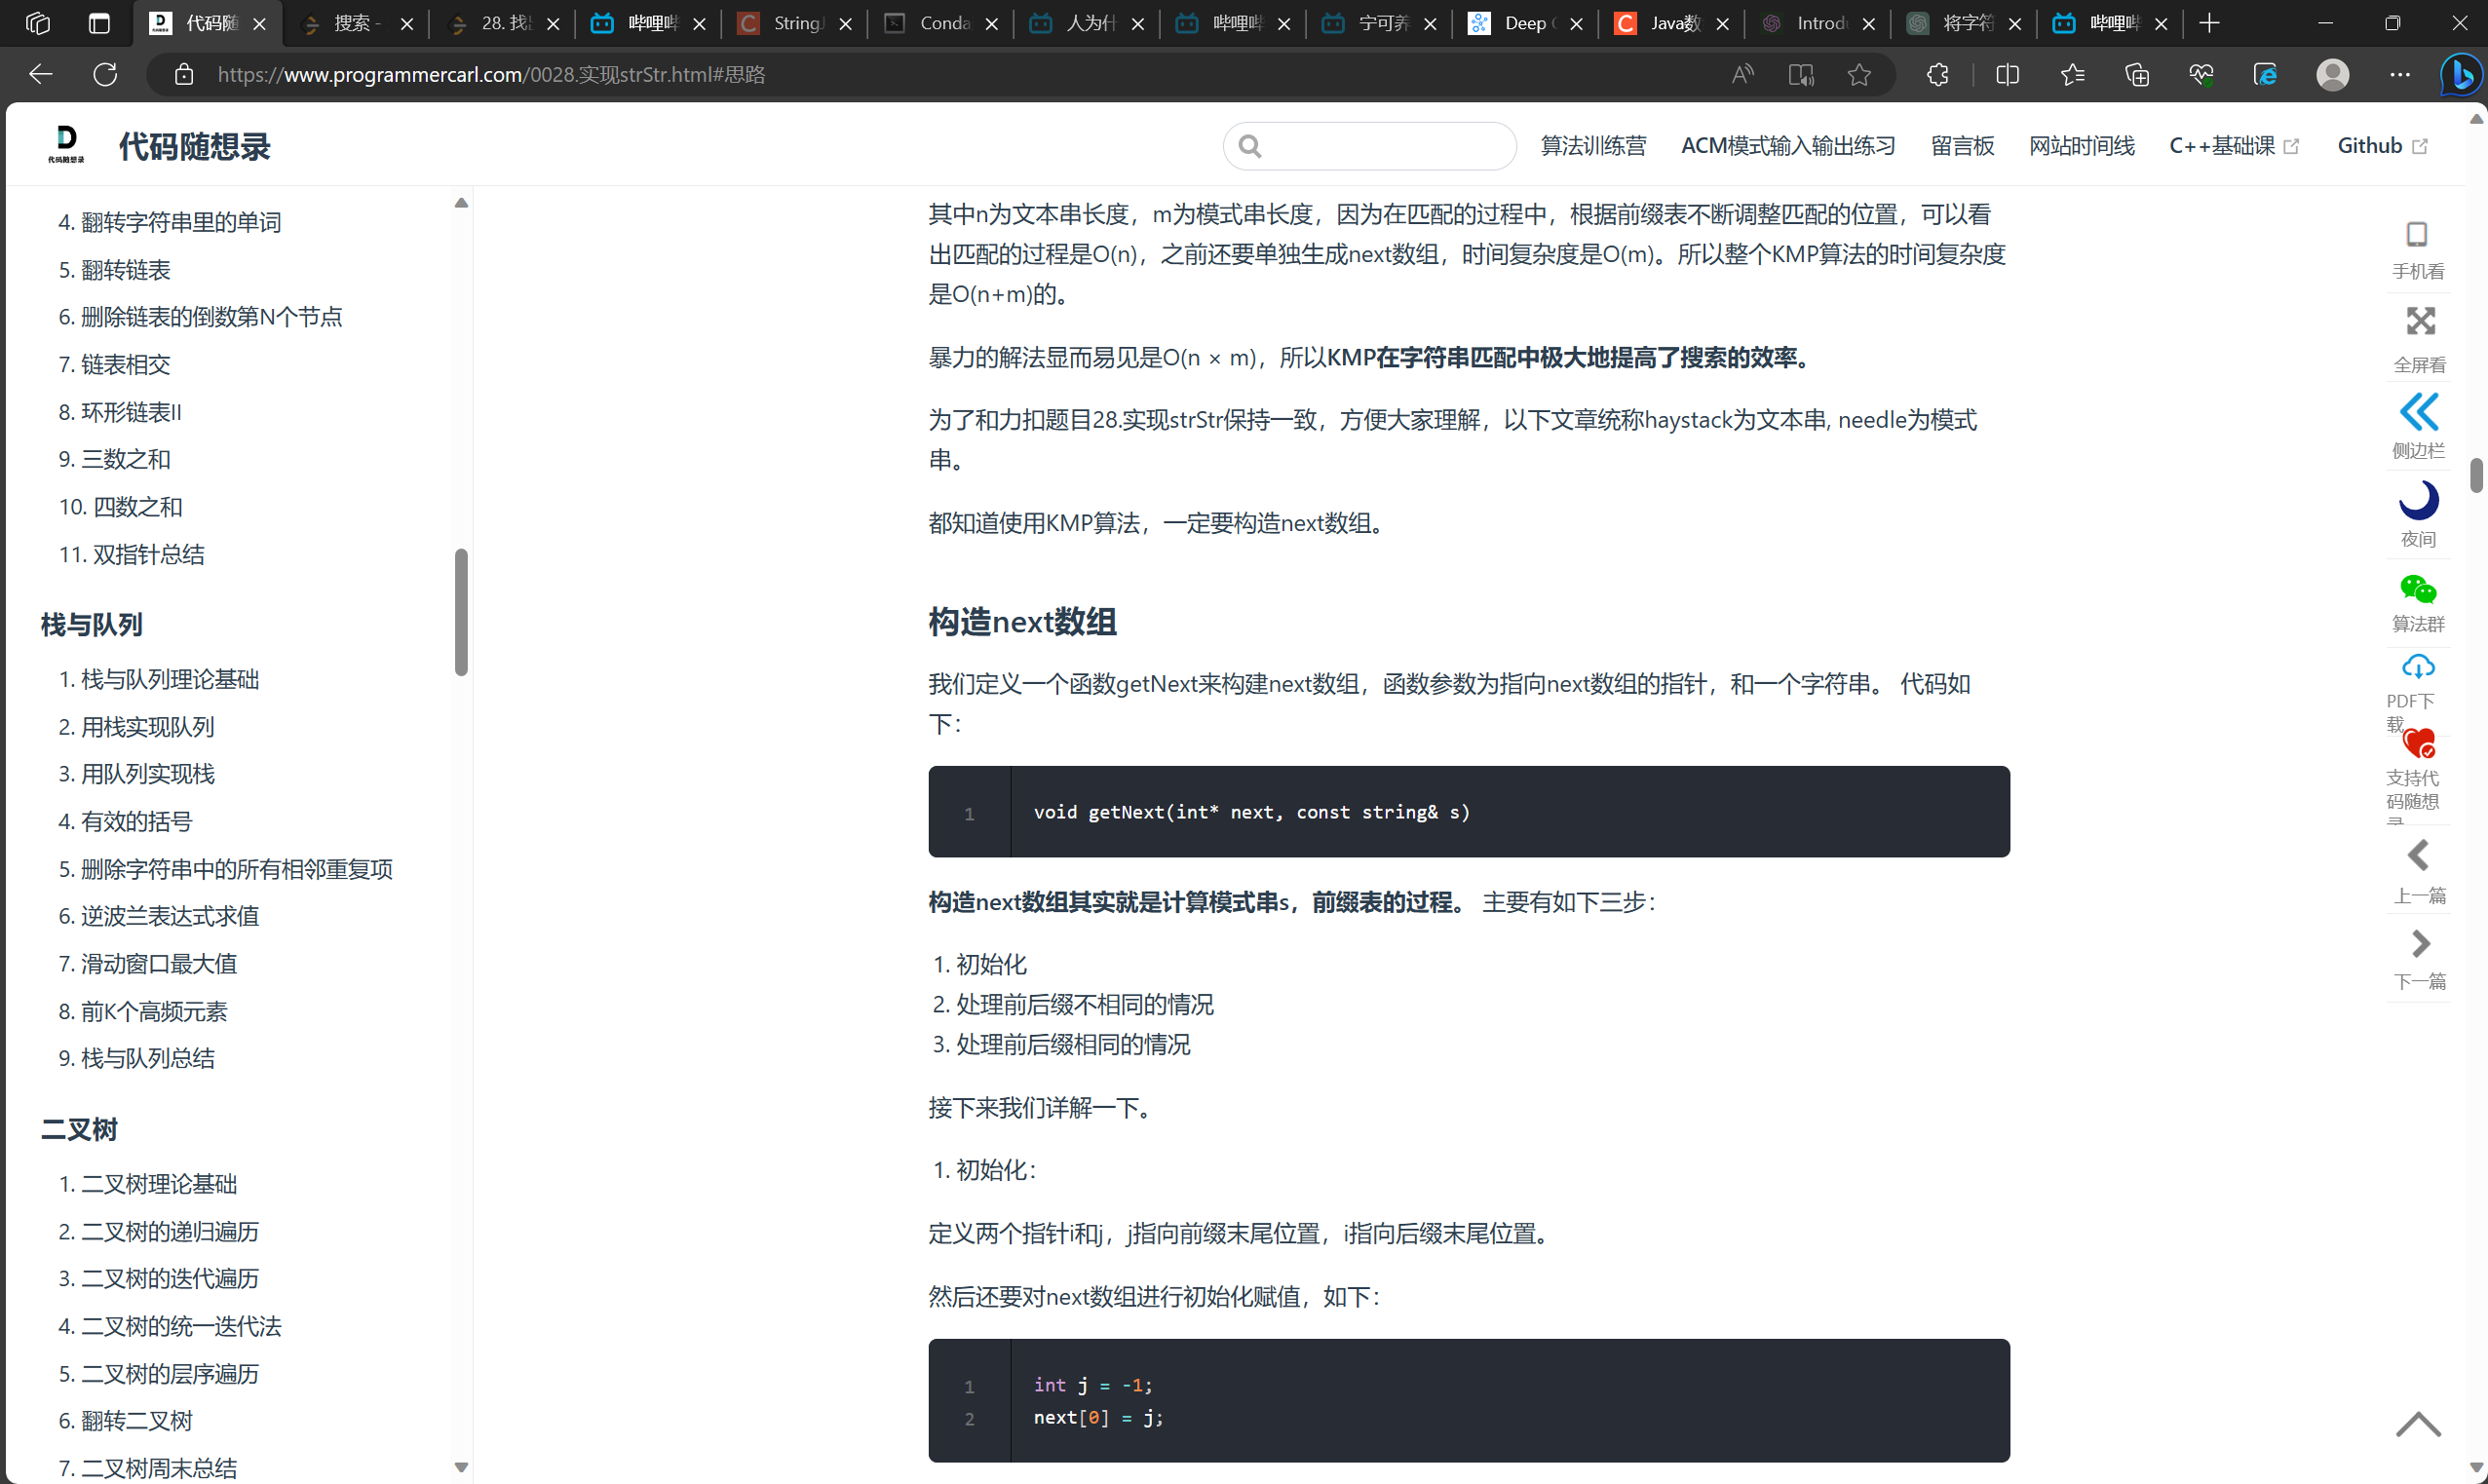 代码随
搜索 -
28. 找
哔哩哔
StringJ
Conda
人为什
哔哩哔
宁可养
Deep
Java数
Introdu
将字符
哔哩哔
https://www.programmercarl.com/0028.实现strStr.html#思路
代码随想录
代码随想录
算法训练营
ACM模式输入输出练习
留言板
网站时间线
C++基础课
Github
4. 翻转字符串里的单词
5. 翻转链表
6. 删除链表的倒数第N个节点
7. 链表相交
8. 环形链表II
9. 三数之和
10. 四数之和
11. 双指针总结
栈与队列
1. 栈与队列理论基础
2. 用栈实现队列
3. 用队列实现栈
4. 有效的括号
5. 删除字符串中的所有相邻重复项
6. 逆波兰表达式求值
7. 滑动窗口最大值
8. 前K个高频元素
9. 栈与队列总结
二叉树
1. 二叉树理论基础
2. 二叉树的递归遍历
3. 二叉树的迭代遍历
4. 二叉树的统一迭代法
5. 二叉树的层序遍历
6. 翻转二叉树
7. 二叉树周末总结
其中n为文本串长度，m为模式串长度，因为在匹配的过程中，根据前缀表不断调整匹配的位置，可以看
出匹配的过程是O(n)，之前还要单独生成next数组，时间复杂度是O(m)。所以整个KMP算法的时间复杂度
是O(n+m)的。
暴力的解法显而易见是O(n × m)，所以KMP在字符串匹配中极大地提高了搜索的效率。
为了和力扣题目28.实现strStr保持一致，方便大家理解，以下文章统称haystack为文本串, needle为模式
串。
都知道使用KMP算法，一定要构造next数组。
构造next数组
我们定义一个函数getNext来构建next数组，函数参数为指向next数组的指针，和一个字符串。 代码如
下：
1 void getNext(int* next, const string& s)
构造next数组其实就是计算模式串s，前缀表的过程。 主要有如下三步：
1. 初始化
2. 处理前后缀不相同的情况
3. 处理前后缀相同的情况
接下来我们详解一下。
1. 初始化：
定义两个指针i和j，j指向前缀末尾位置，i指向后缀末尾位置。
然后还要对next数组进行初始化赋值，如下：
1 int j = -1;
2 next[0] = j;
手机看
全屏看
侧边栏
夜间
算法群
PDF下
载
支持代
码随想
上一篇
下一篇